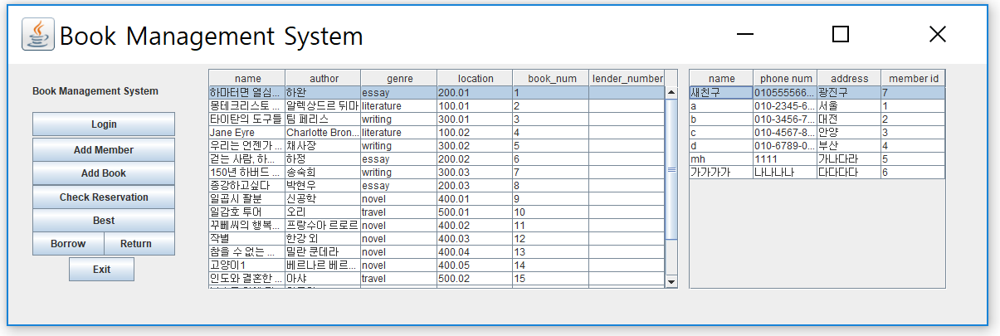 Book Management System
Book Management System
Login
Add Member
Add Book
Check Reservation
Best
Borrow Return
Exit
name author genre location book_num lender_number
하마터면 열심... 하완 essay 200.01 1
몽테크리스토 ... 알렉상드르 뒤마 literature 100.01 2
타이탄의 도구들 팀 페리스 writing 300.01 3
Jane Eyre Charlotte Bron... literature 100.02 4
우리는 언젠가 ... 채사장 writing 300.02 5
걷는 사람, 하... 하정 essay 200.02 6
150년 하버드 ... 송숙희 writing 300.03 7
종강하고싶다 박현우 essay 200.03 8
일곱시 팔분 신공학 novel 400.01 9
일감호 투어 오리 travel 500.01 10
꾸뻬씨의 행복... 프랑수아 르로르 novel 400.02 11
작별 한강 외 novel 400.03 12
참을 수 없는 ... 밀란 쿤데라 novel 400.04 13
고양이1 베르나르 베르... novel 400.05 14
인도와 결혼한 ... 아샤 travel 500.02 15
name phone num address member id
새친구 010555566... 광진구 7
a 010-2345-6... 서울 1
b 010-3456-7... 대전 2
c 010-4567-8... 안양 3
d 010-6789-0... 부산 4
mh 1111 가나다라 5
가가가가 나나나나 다다다다 6